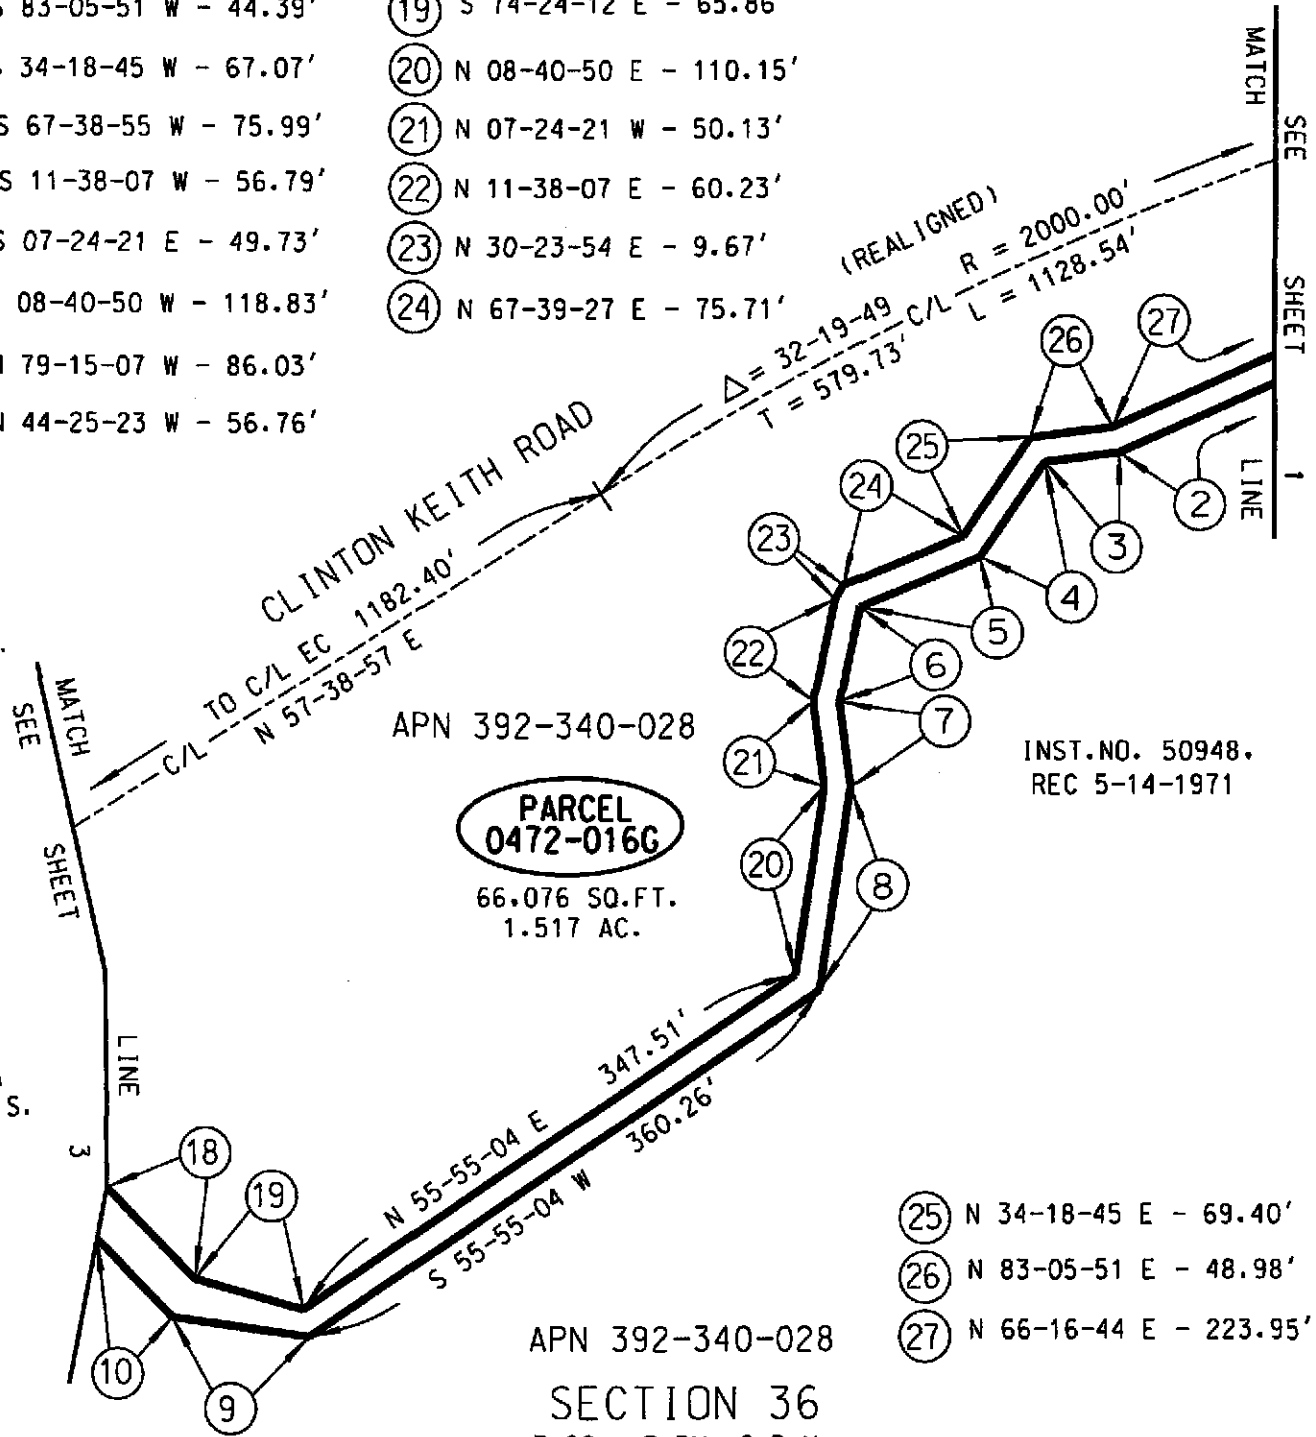 83-05-51 W - 44.39'
34-18-45 W - 67.07'
S 67-38-55 W - 75.99'
S 11-38-07 W - 56.79'
S 07-24-21 E - 49.73'
08-40-50 W - 118.83'
79-15-07 W - 86.03'
N 44-25-23 W - 56.76'
19 S 74-24-12 E - 65.86
20 N 08-40-50 E - 110.15'
21 N 07-24-21 W - 50.13'
22 N 11-38-07 E - 60.23'
23 N 30-23-54 E - 9.67'
24 N 67-39-27 E - 75.71'
MATCH
SEE
SHEET
1
LINE
(REALIGNED)
Δ= 32-19-49 C/L R = 2000.00'
T = 579.73' L = 1128.54'
CLINTON KEITH ROAD
TO C/L EC 1182.40'
C/L N 57-38-57 E
27
26
25
24
23
22
21
20
2
3
4
5
6
7
8
MATCH
SEE
SHEET
LINE
3
APN 392-340-028
PARCEL
0472-016G
66.076 SQ.FT.
1.517 AC.
INST.NO. 50948.
REC 5-14-1971
S.
18
19
10
9
N 55-55-04 E 347.51'
S 55-55-04 W 360.26'
25 N 34-18-45 E - 69.40'
26 N 83-05-51 E - 48.98'
27 N 66-16-44 E - 223.95'
APN 392-340-028
SECTION 36